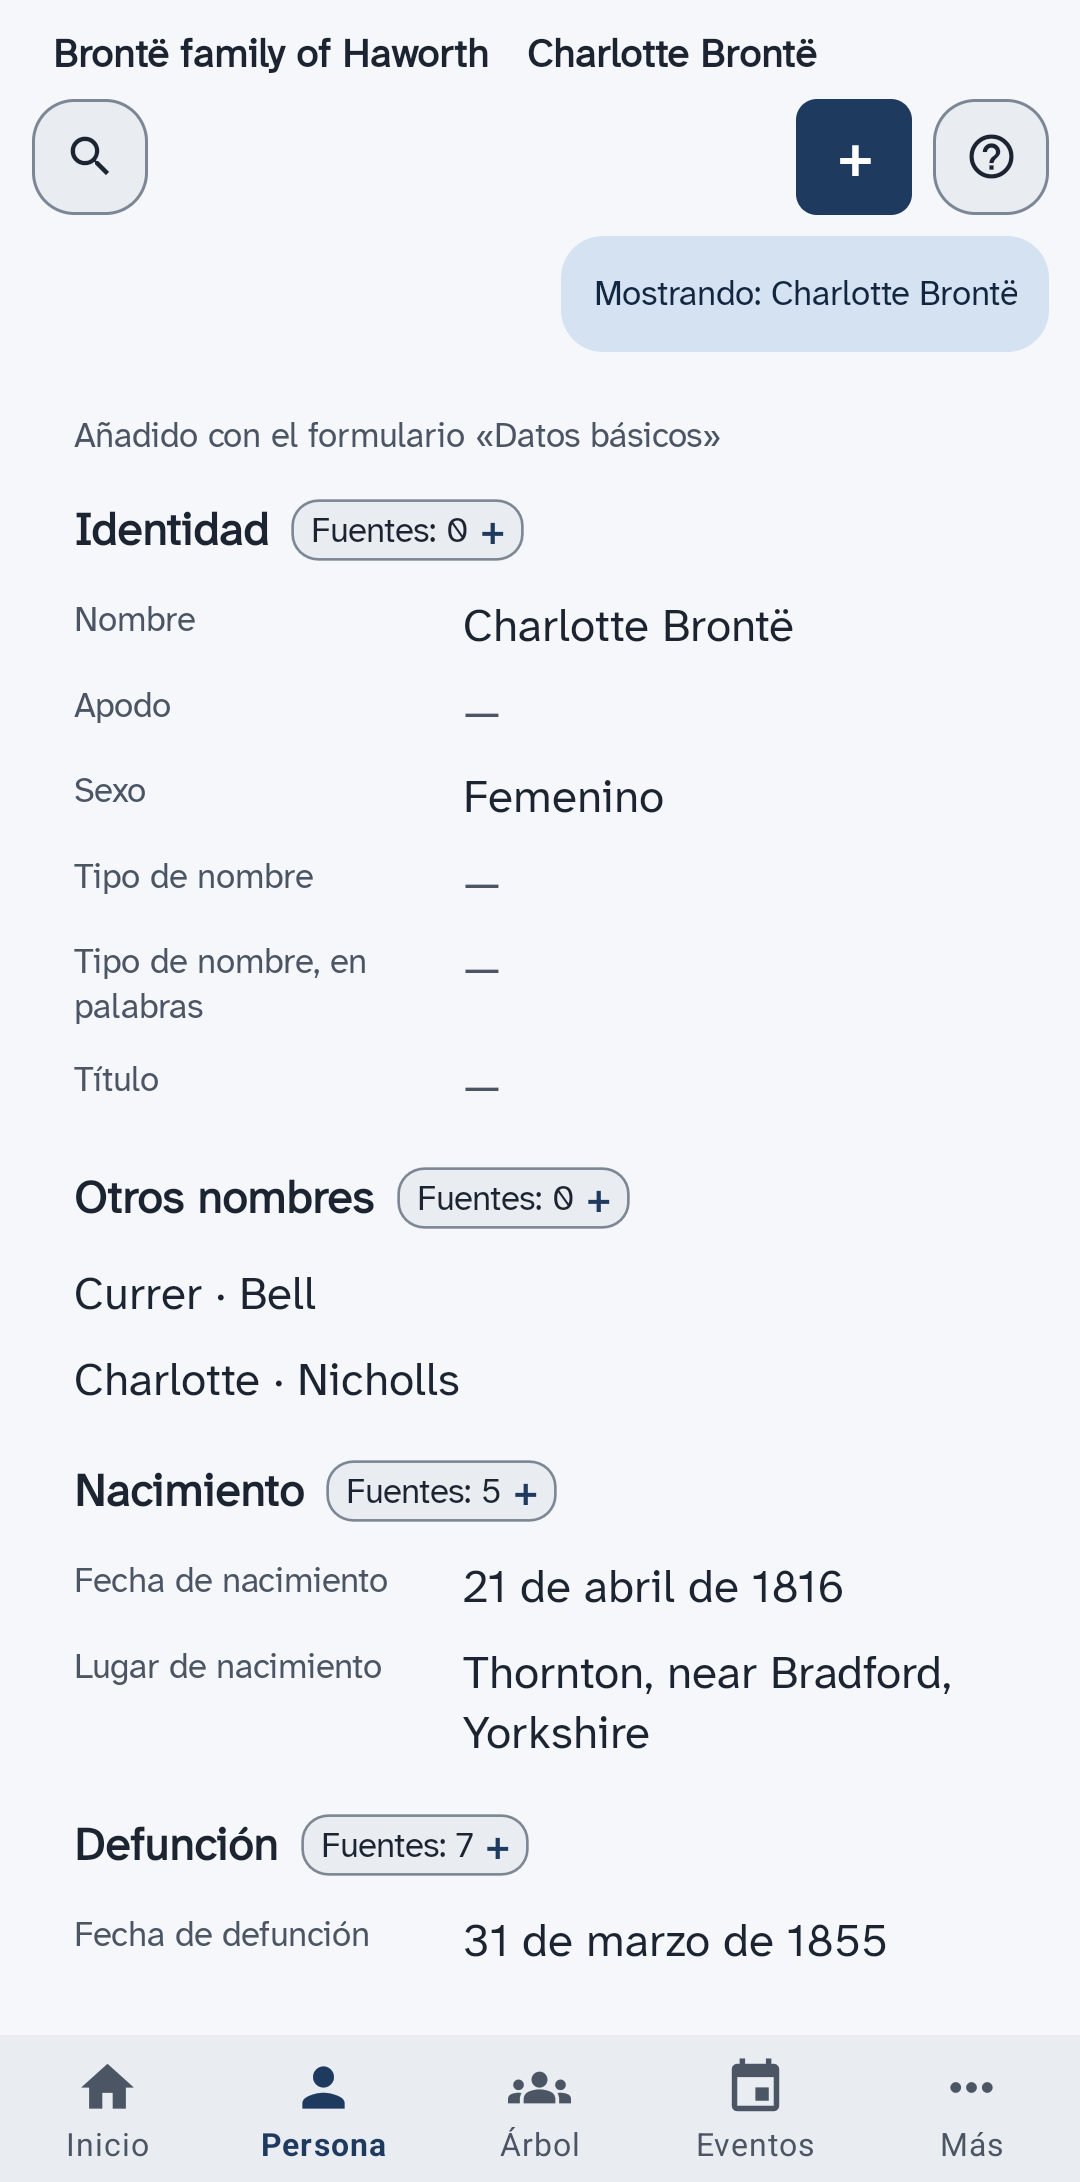 Brontë family of Haworth Charlotte Brontë
+
Mostrando: Charlotte Brontë
Añadido con el formulario «Datos básicos»
Identidad Fuentes: 0 +
Nombre Charlotte Brontë
Apodo —
Sexo Femenino
Tipo de nombre —
Tipo de nombre, en —
palabras
Título —
Otros nombres Fuentes: 0 +
Currer · Bell
Charlotte · Nicholls
Nacimiento Fuentes: 5 +
Fecha de nacimiento 21 de abril de 1816
Lugar de nacimiento Thornton, near Bradford,
Yorkshire
Defunción Fuentes: 7 +
Fecha de defunción 31 de marzo de 1855
Inicio Persona Árbol Eventos Más